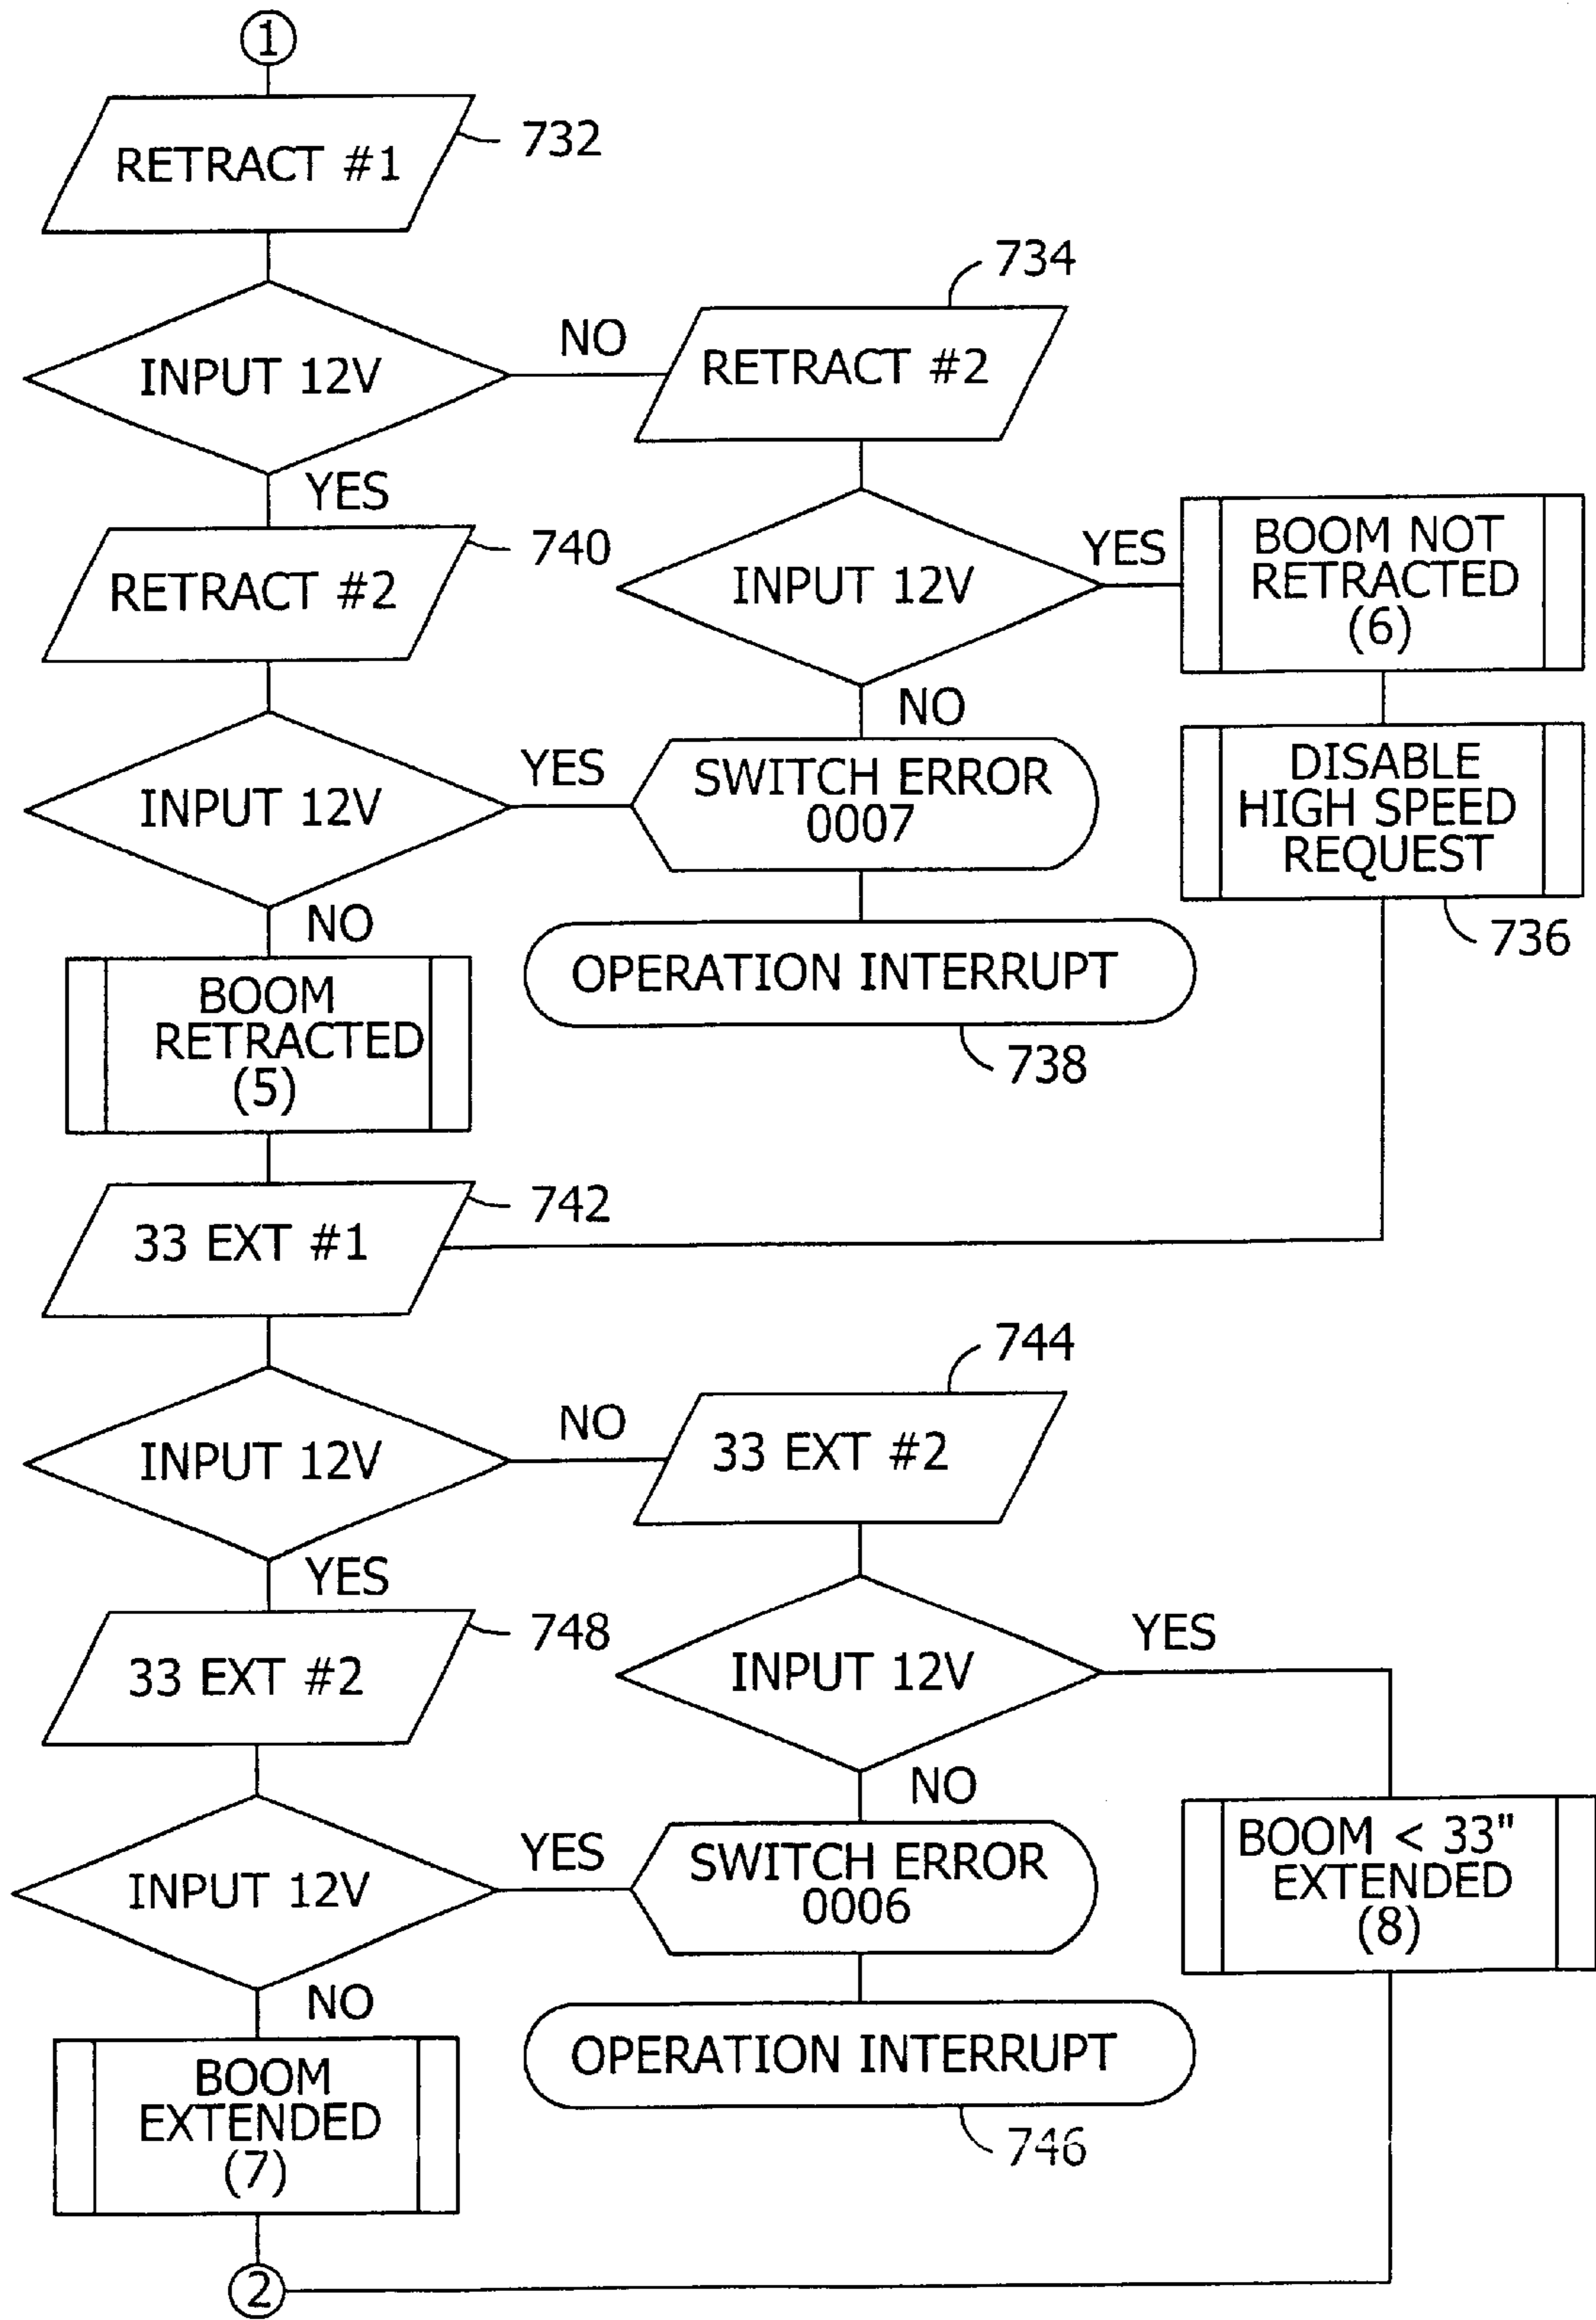 1
RETRACT #1
732
734
INPUT 12V
NO
RETRACT #2
YES
740
RETRACT #2
INPUT 12V
YES
BOOM NOT
RETRACTED
(6)
NO
INPUT 12V
YES
SWITCH ERROR
0007
DISABLE
HIGH SPEED
REQUEST
736
NO
OPERATION INTERRUPT
738
BOOM
RETRACTED
(5)
742
33 EXT #1
744
INPUT 12V
NO
33 EXT #2
YES
748
33 EXT #2
INPUT 12V
YES
NO
INPUT 12V
YES
SWITCH ERROR
0006
BOOM < 33"
EXTENDED
(8)
NO
OPERATION INTERRUPT
746
BOOM
EXTENDED
(7)
2